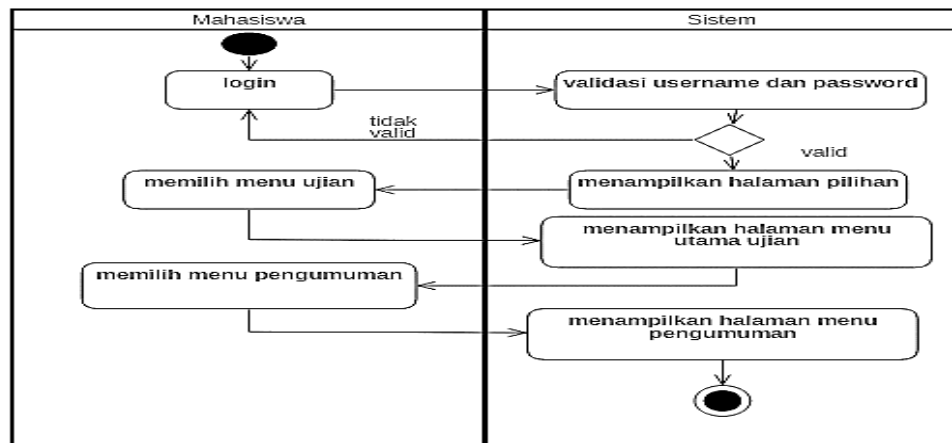 Mahasiswa
Sistem
login
validasi username dan password
tidak
valid
valid
memilih menu ujian
menampilkan halaman pilihan
menampilkan halaman menu
utama ujian
memilih menu pengumuman
menampilkan halaman menu
pengumuman